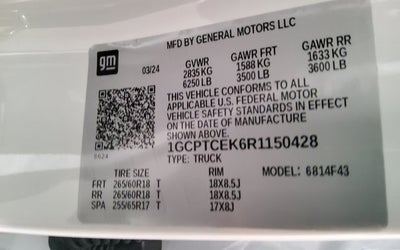 MFD BY GENERAL MOTORS LLC
gm
03/24
GVWR GAWR FRT GAWR RR
2835 KG 1588 KG 1633 KG
6250 LB 3500 LB 3600 LB
THIS VEHICLE CONFORMS TO ALL
APPLICABLE U.S. FEDERAL MOTOR
VEHICLE SAFETY STANDARDS IN EFFECT
ON THE DATE OF MANUFACTURE
SHOWN ABOVE.
1GCPTCEK6R1150428
TYPE: TRUCK
8624
TIRE SIZE RIM MODEL: 6814F43
FRT 265/60R18 T 18X8.5J
RR 265/60R18 T 18X8.5J
SPA 255/65R17 T 17X8J